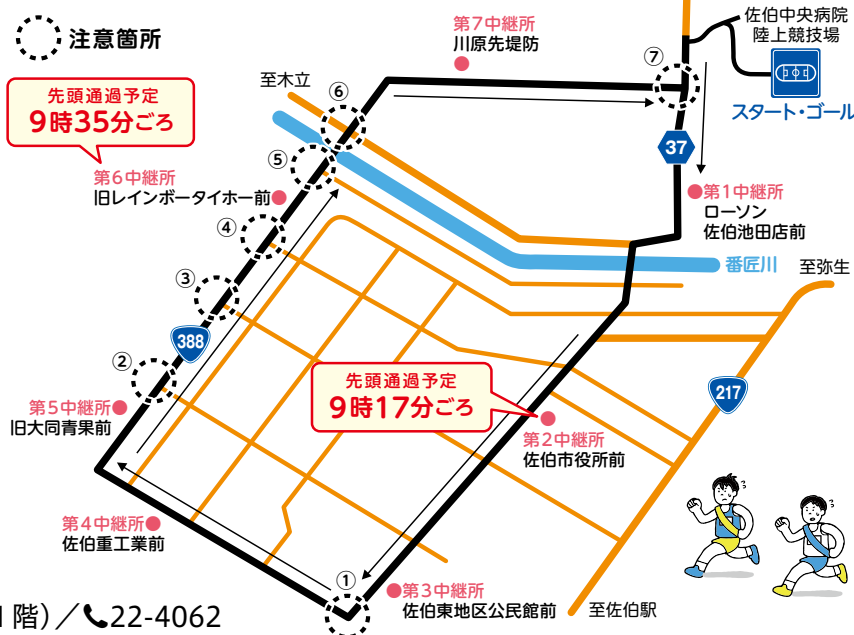 注意箇所
先頭通過予定
9時35分ごろ
第7中継所
川原先堤防
佐伯中央病院
陸上競技場
スタート・ゴール
⑦
37
至木立
⑥
⑤
第6中継所
旧レインボータイホー前
④
③
388
②
第5中継所
旧大同青果前
第1中継所
ローソン
佐伯池田店前
番匠川
至弥生
217
先頭通過予定
9時17分ごろ
第2中継所
佐伯市役所前
第4中継所
佐伯重工業前
①
第3中継所
佐伯東地区公民館前
至佐伯駅
階)/22-4062